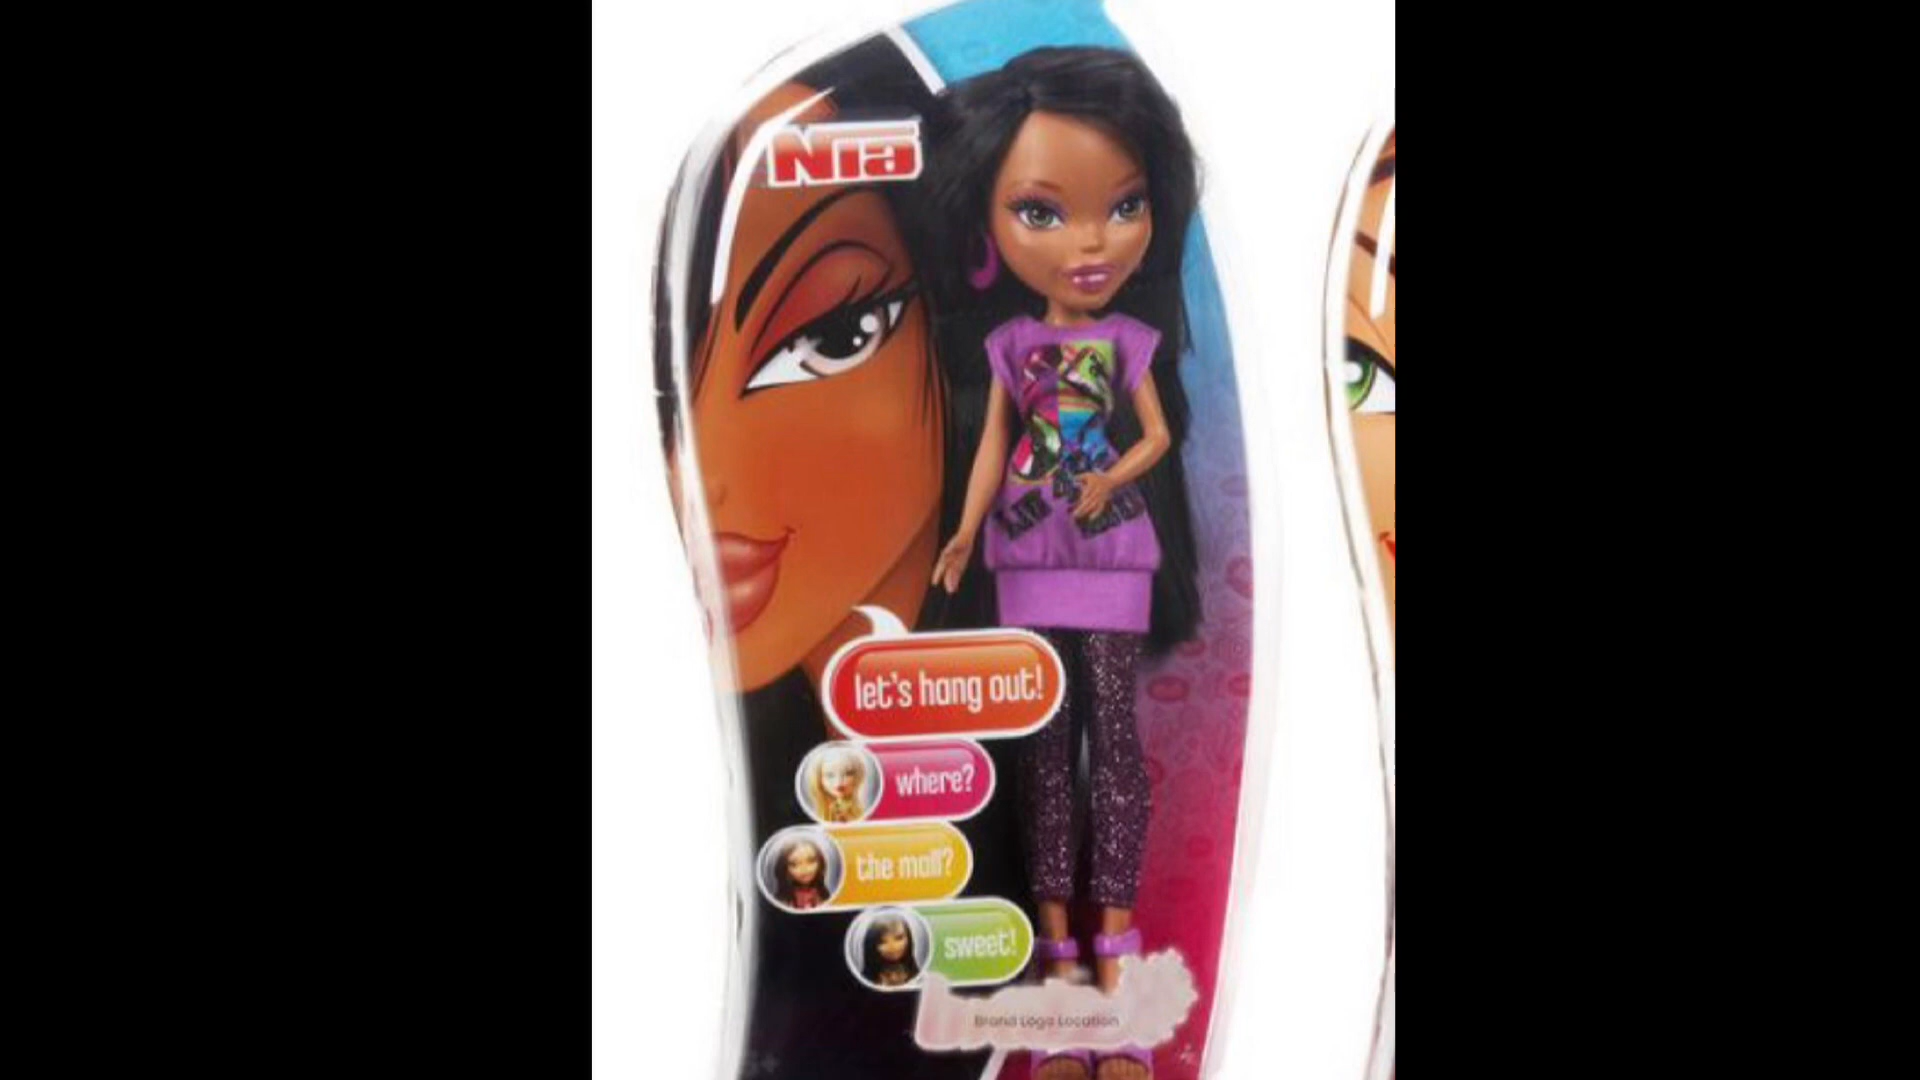 Nia
let's hang out!
where?
the mall?
sweet!
Brand Logo Location